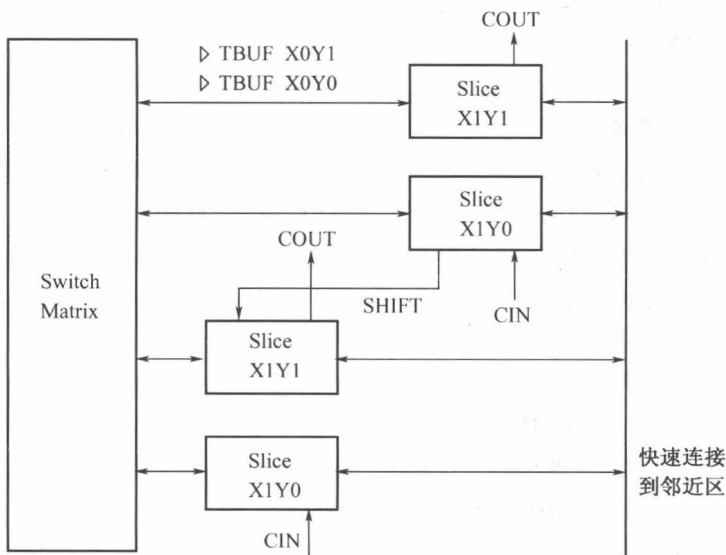 COUT
TBUF X0Y1
TBUF X0Y0
Slice
X1Y1
Slice
X1Y0
COUT
Switch
Matrix
SHIFT
CIN
Slice
X1Y1
Slice
X1Y0
快速连接
到邻近区
CIN